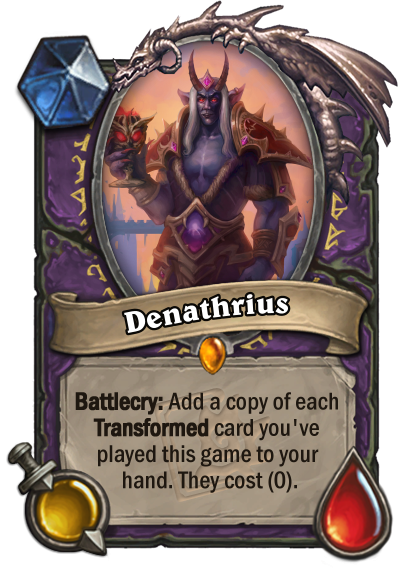 Denathrius
Battlecry: Add a copy of each
Transformed card you've
played this game to your
hand. They cost (0).